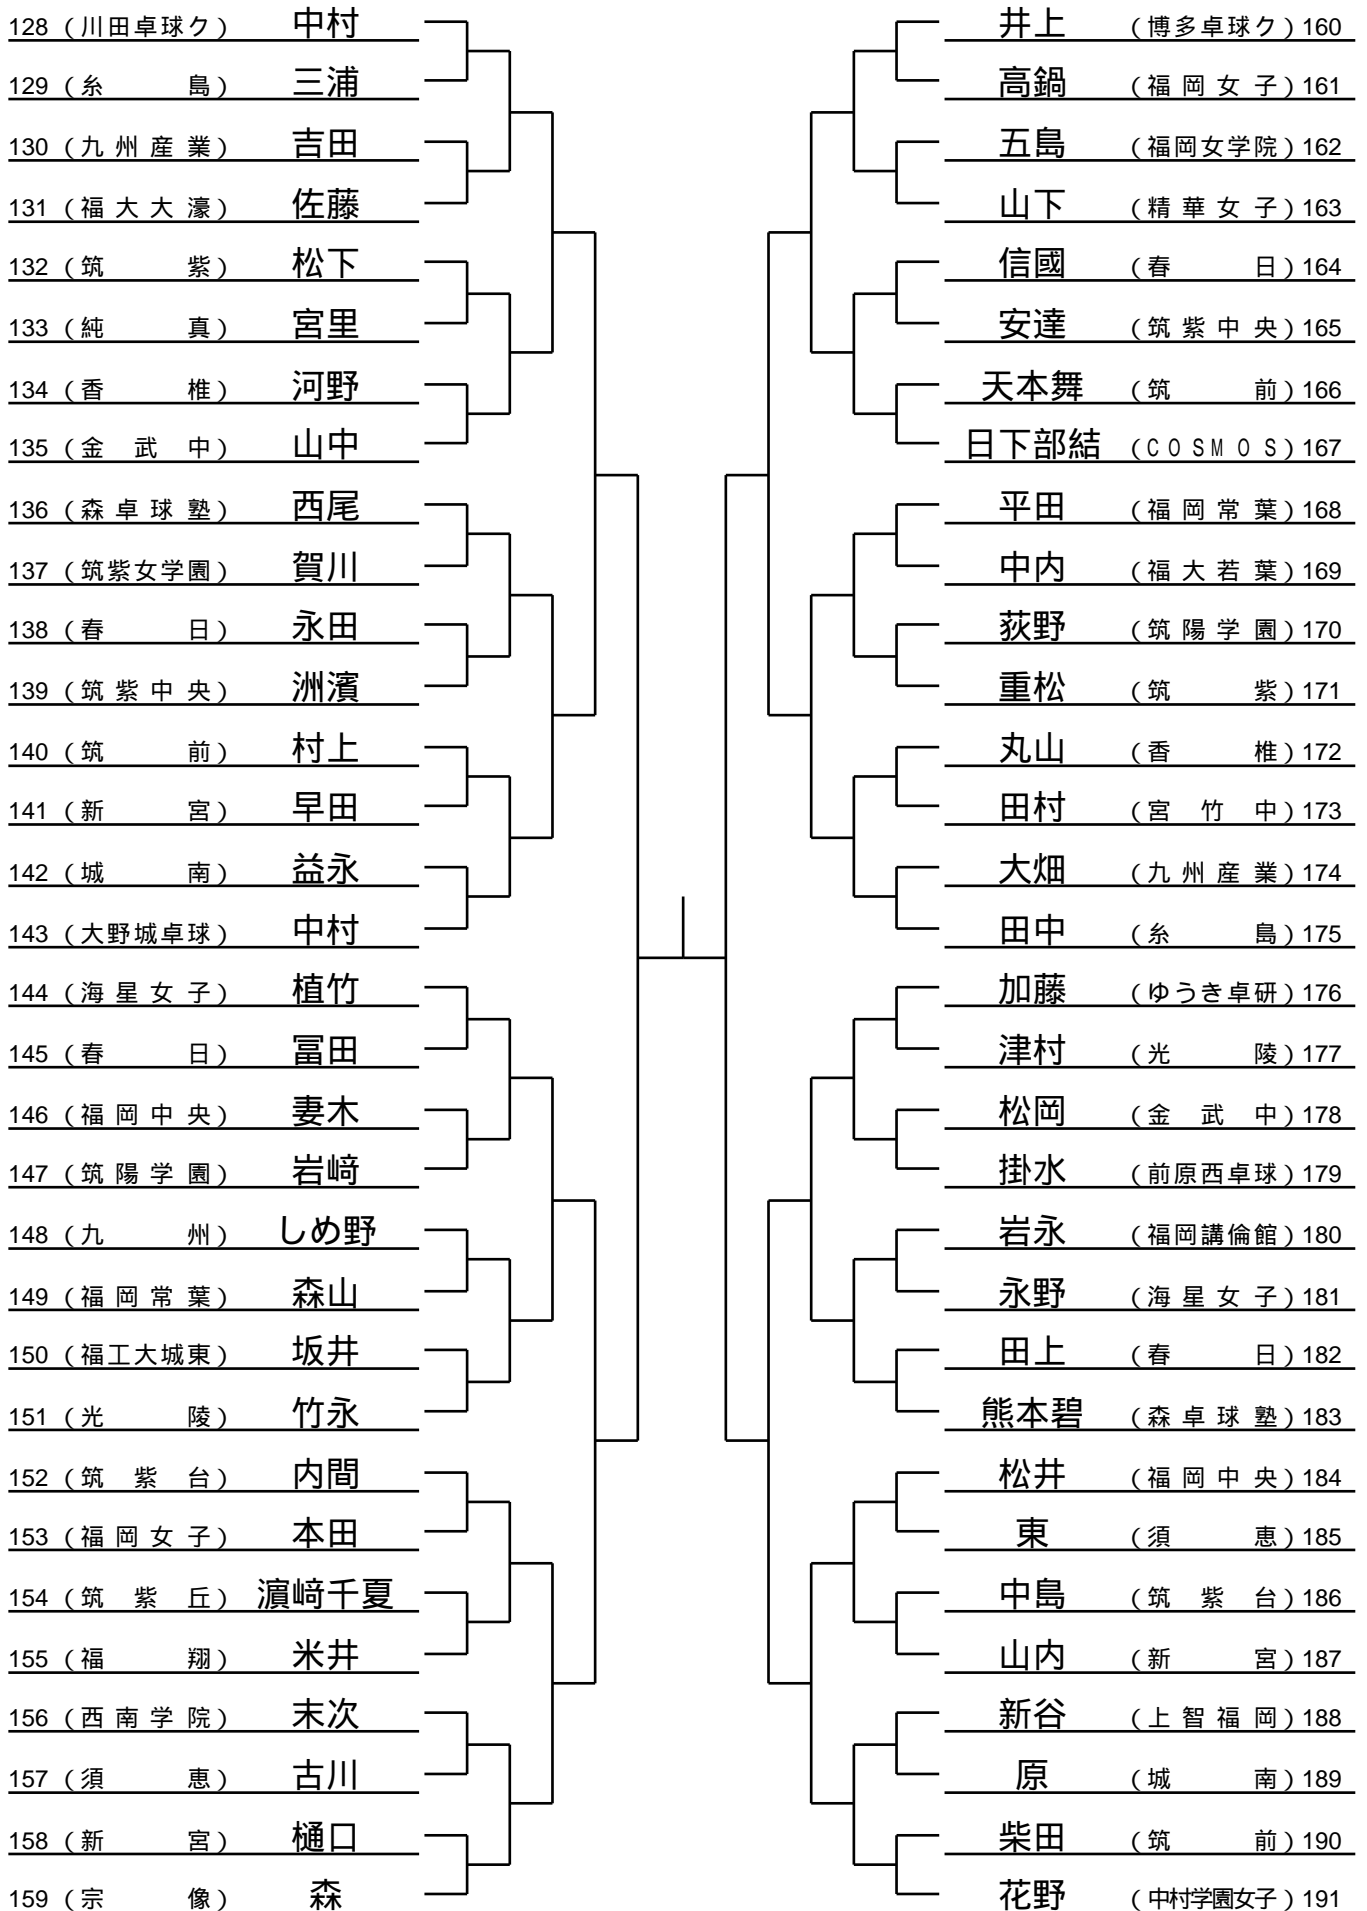 128 (川田卓球ク) 中村
129 (糸島) 三浦
130 (九州産業) 吉田
131 (福大大濠) 佐藤
132 (筑紫) 松下
133 (純真) 宮里
134 (香椎) 河野
135 (金武中) 山中
136 (森卓球塾) 西尾
137 (筑紫女学園) 賀川
138 (春日) 永田
139 (筑紫中央) 洲濱
140 (筑前) 村上
141 (新宮) 早田
142 (城南) 益永
143 (大野城卓球) 中村
144 (海星女子) 植竹
145 (春日) 冨田
146 (福岡中央) 妻木
147 (筑陽学園) 岩﨑
148 (九州) しめ野
149 (福岡常葉) 森山
150 (福工大城東) 坂井
151 (光陵) 竹永
152 (筑紫台) 内間
153 (福岡女子) 本田
154 (筑紫丘) 濵﨑千夏
155 (福翔) 米井
156 (西南学院) 末次
157 (須恵) 古川
158 (新宮) 樋口
159 (宗像) 森
井上 (博多卓球ク) 160
高鍋 (福岡女子) 161
五島 (福岡女学院) 162
山下 (精華女子) 163
信國 (春日) 164
安達 (筑紫中央) 165
天本舞 (筑前) 166
日下部結 (COSMOS) 167
平田 (福岡常葉) 168
中内 (福大若葉) 169
荻野 (筑陽学園) 170
重松 (筑紫) 171
丸山 (香椎) 172
田村 (宮竹中) 173
大畑 (九州産業) 174
田中 (糸島) 175
加藤 (ゆうき卓研) 176
津村 (光陵) 177
松岡 (金武中) 178
掛水 (前原西卓球) 179
岩永 (福岡講倫館) 180
永野 (海星女子) 181
田上 (春日) 182
熊本碧 (森卓球塾) 183
松井 (福岡中央) 184
東 (須恵) 185
中島 (筑紫台) 186
山内 (新宮) 187
新谷 (上智福岡) 188
原 (城南) 189
柴田 (筑前) 190
花野 (中村学園女子) 191